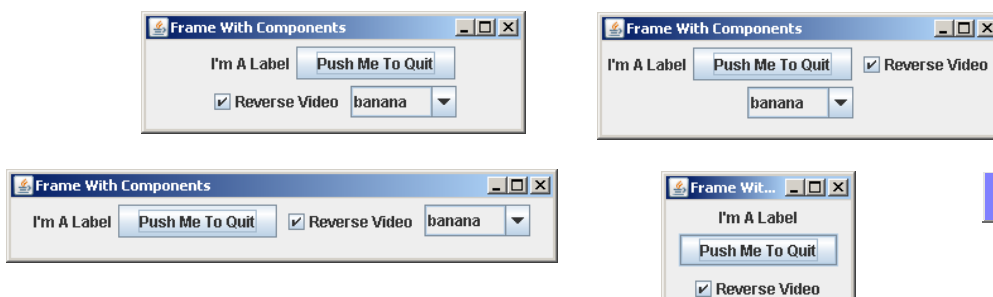 Frame With Components
I'm A Label Push Me To Quit
Reverse Video banana
Frame With Components
I'm A Label Push Me To Quit Reverse Video
banana
Frame With Components
I'm A Label Push Me To Quit Reverse Video banana
Frame Wit...
I'm A Label
Push Me To Quit
Reverse Video